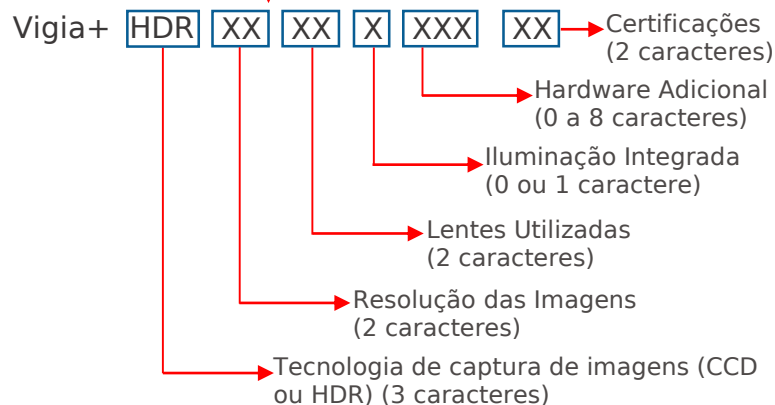 Vigia+ HDR XX XX X XXX XX
Certificações
(2 caracteres)
Hardware Adicional
(0 a 8 caracteres)
Iluminação Integrada
(0 ou 1 caractere)
Lentes Utilizadas
(2 caracteres)
Resolução das Imagens
(2 caracteres)
Tecnologia de captura de imagens (CCD
ou HDR) (3 caracteres)